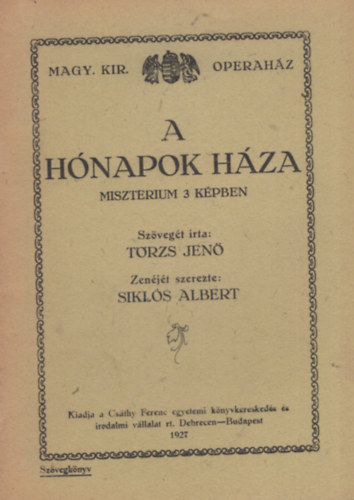 MAGY. KIR. OPERAHÁZ
A
HÓNAPOK HÁZA
MISZTERIUM 3 KÉPBEN
Szövegét irta:
TORZS JENŐ
Zenéjét szerezte:
SIKLÓS ALBERT
Kiadja a Csáthy Ferenc egyetemi könyvkereskedés és
irodalmi vállalat rt. Debrecen—Budapest
1927
Szövegkönyv